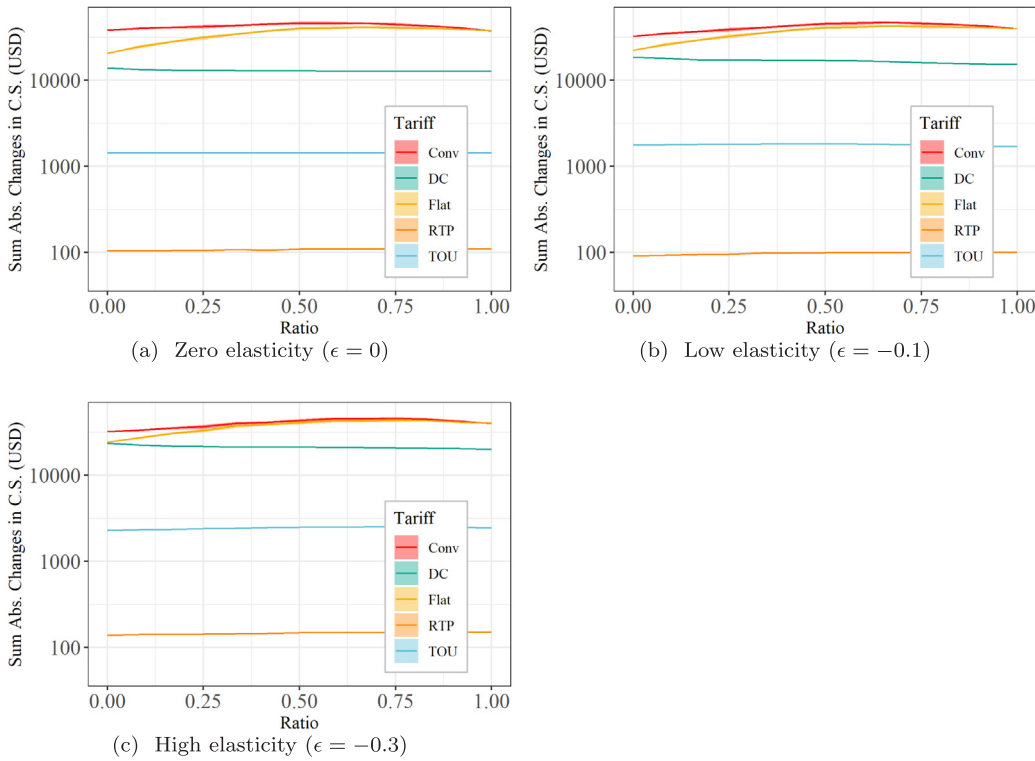 Sum Abs. Changes in C.S. (USD)
10000
1000
100
Tariff
Conv
DC
Flat
RTP
TOU
0.00 0.25 0.50 0.75 1.00
Ratio
(a) Zero elasticity (ϵ = 0)
Sum Abs. Changes in C.S. (USD)
10000
1000
100
Tariff
Conv
DC
Flat
RTP
TOU
0.00 0.25 0.50 0.75 1.00
Ratio
(b) Low elasticity (ϵ = −0.1)
Sum Abs. Changes in C.S. (USD)
10000
1000
100
Tariff
Conv
DC
Flat
RTP
TOU
0.00 0.25 0.50 0.75 1.00
Ratio
(c) High elasticity (ϵ = −0.3)